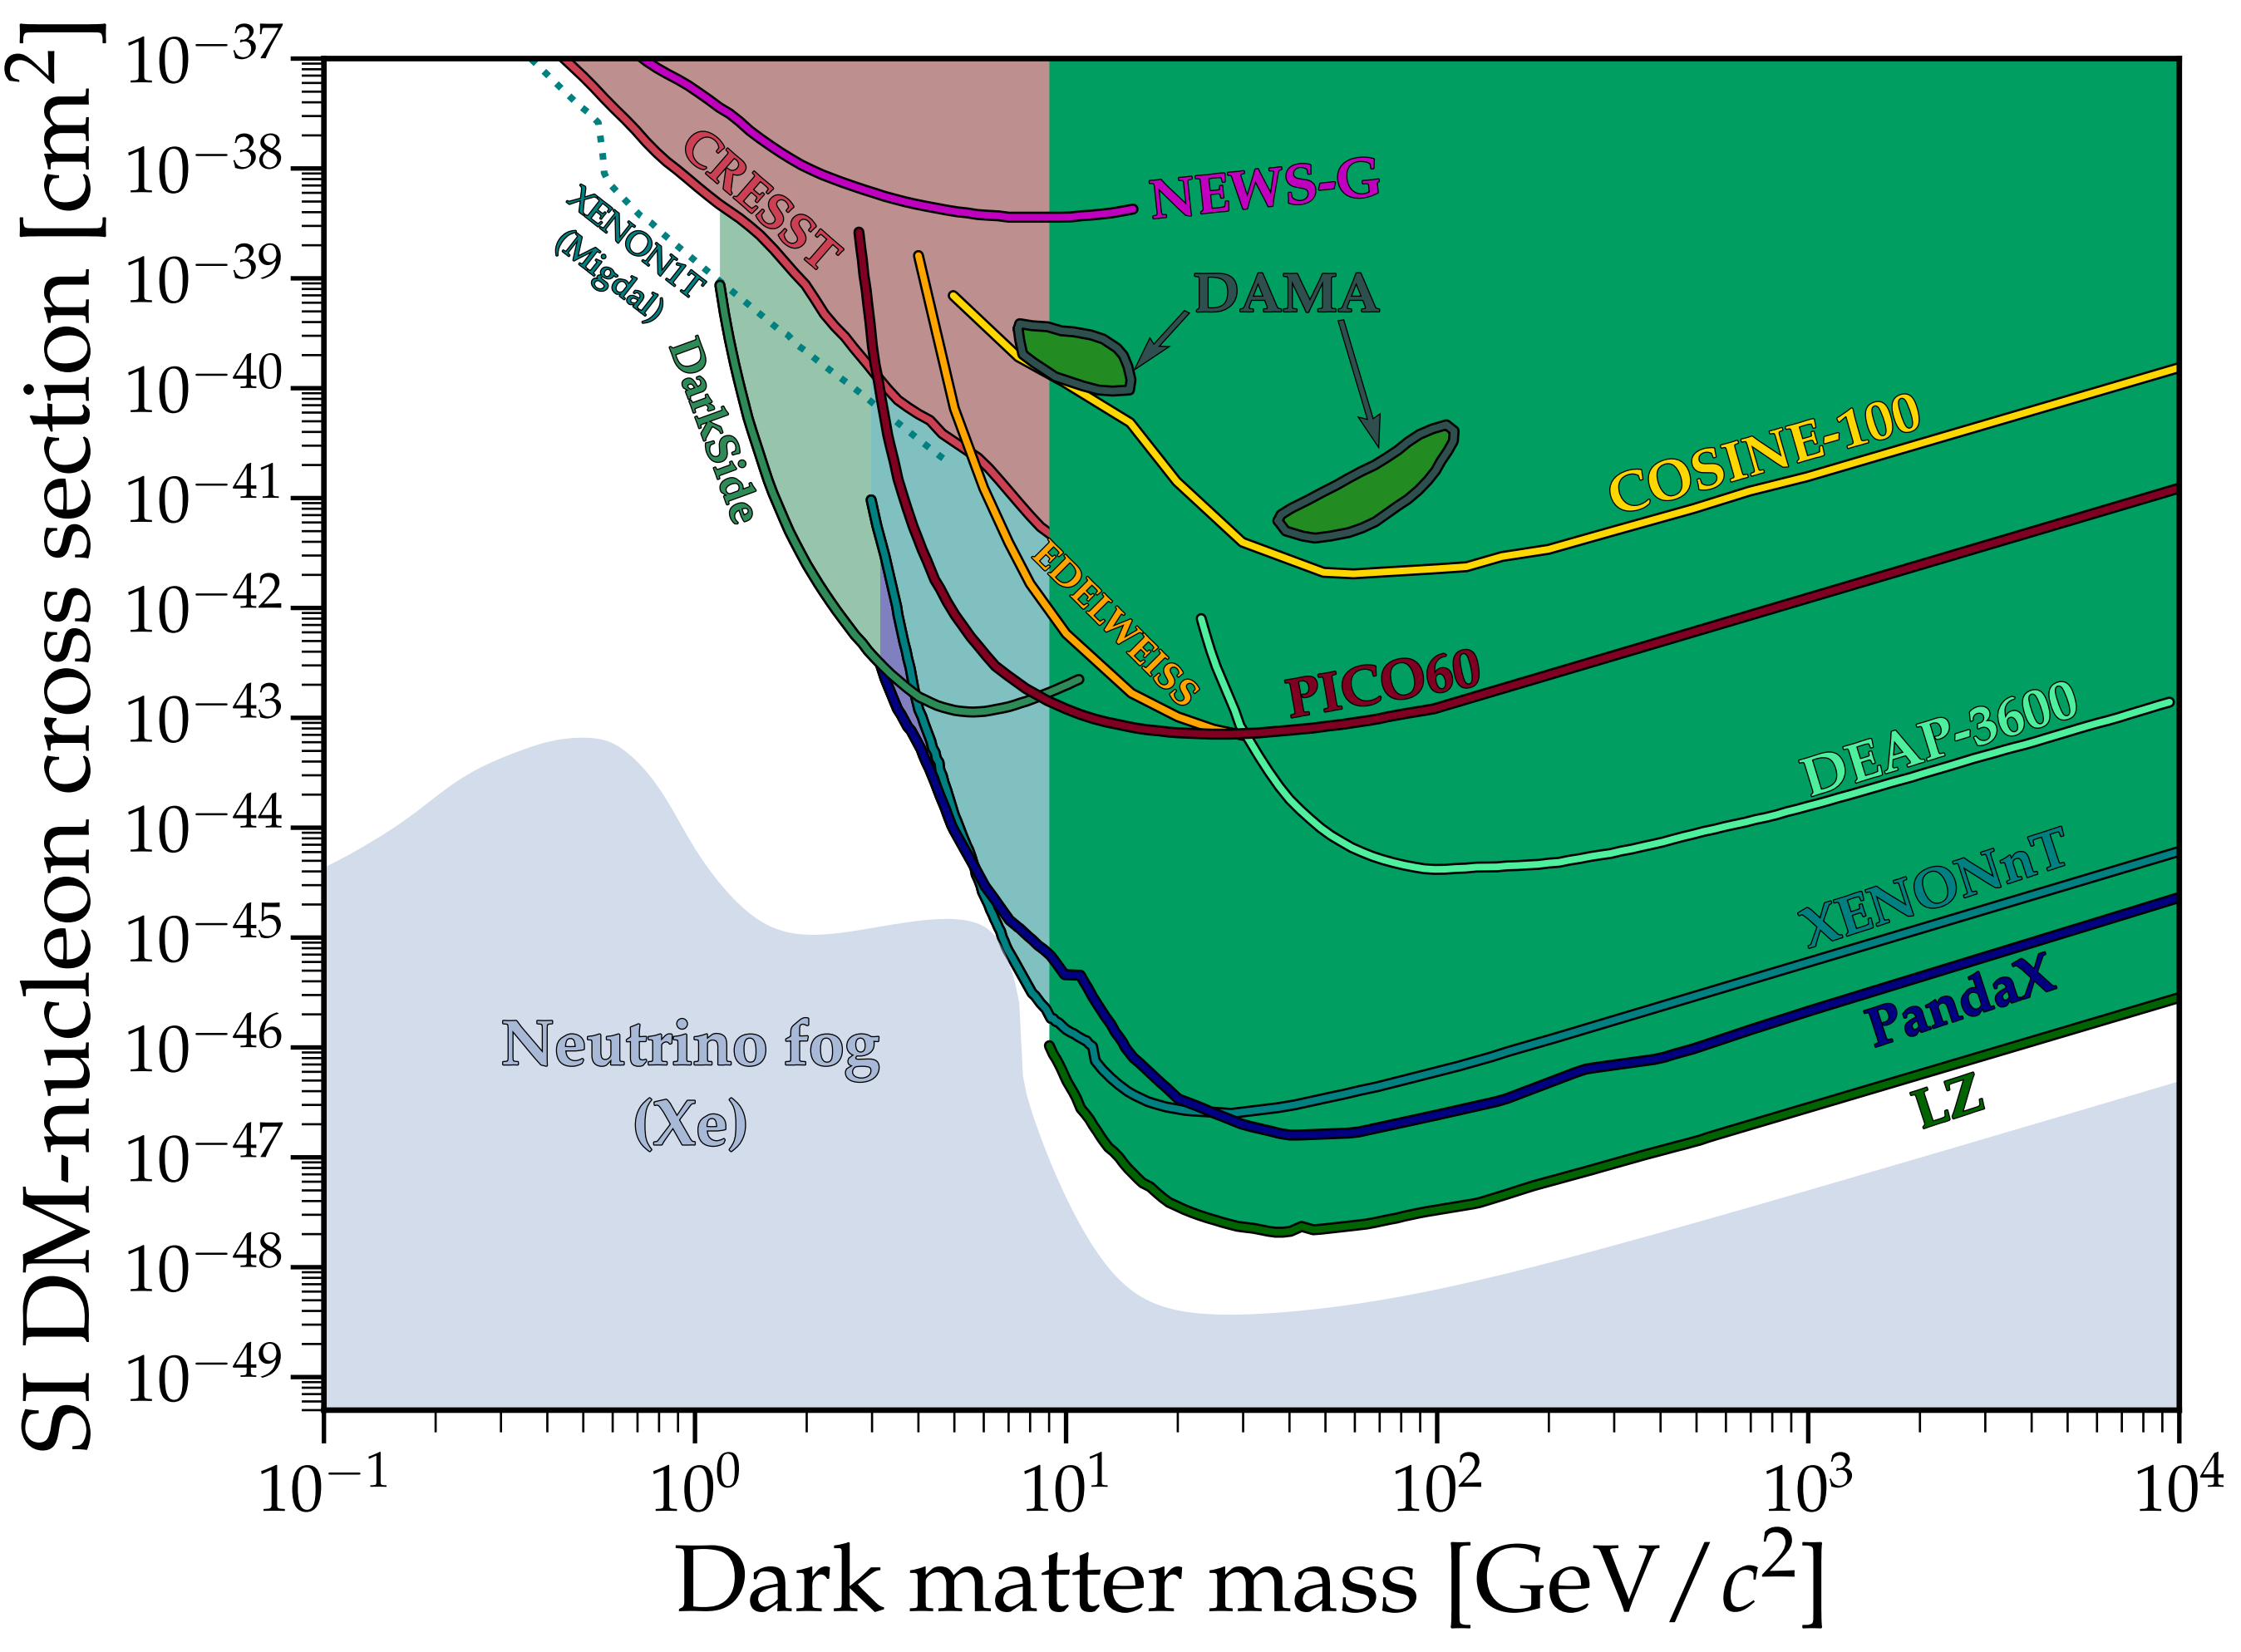 SI DM-nucleon cross section [cm²]
10⁻³⁷
10⁻³⁸
10⁻³⁹
10⁻⁴⁰
10⁻⁴¹
10⁻⁴²
10⁻⁴³
10⁻⁴⁴
10⁻⁴⁵
10⁻⁴⁶
10⁻⁴⁷
10⁻⁴⁸
10⁻⁴⁹
CRESST
NEWS-G
XENON1T
(Migdal)
DAMA
DarkSide
COSINE-100
EDELWEISS
PICO60
DEAP-3600
XENONnT
PandaX
LZ
Neutrino fog
(Xe)
10⁻¹
10⁰
10¹
10²
10³
10⁴
Dark matter mass [GeV/c²]